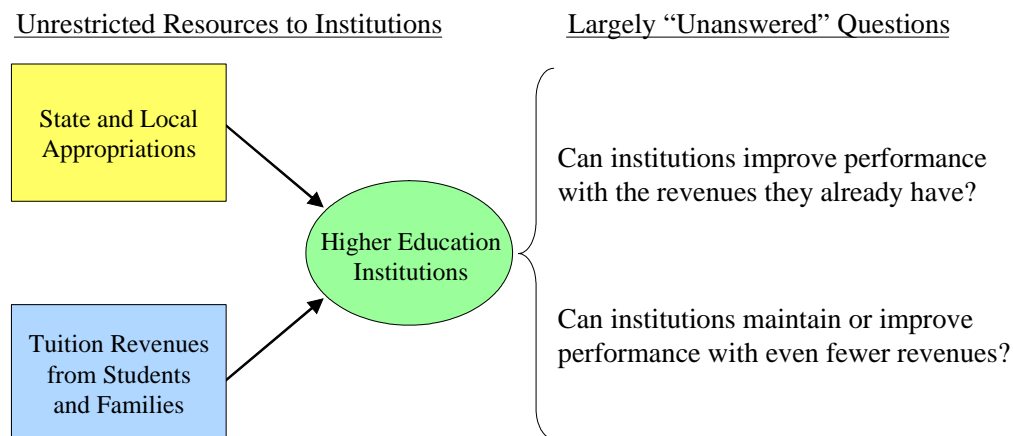 Unrestricted Resources to Institutions
Largely “Unanswered” Questions
State and Local
Appropriations
Can institutions improve performance
with the revenues they already have?
Higher Education
Institutions
Tuition Revenues
from Students
and Families
Can institutions maintain or improve
performance with even fewer revenues?